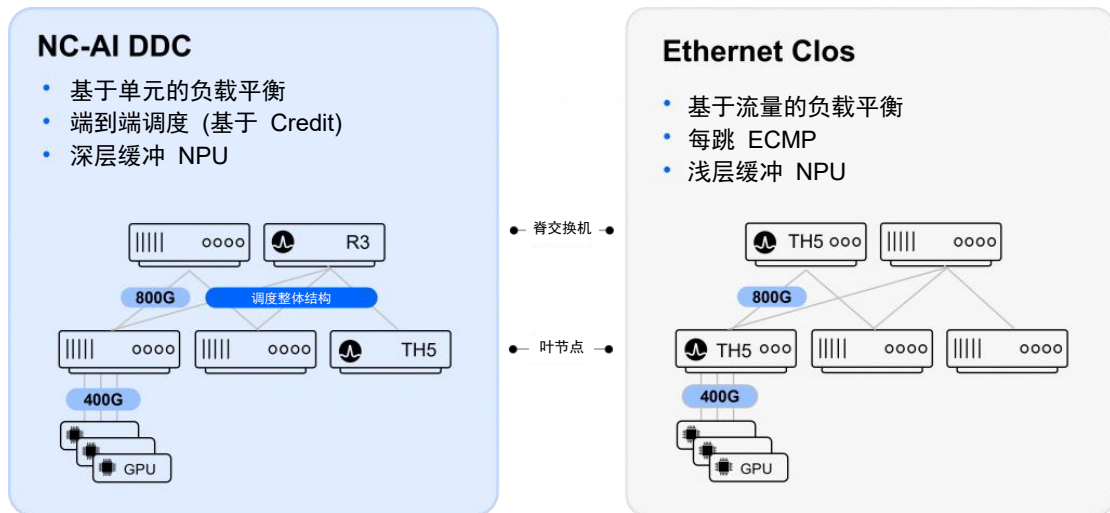 NC-AI DDC
• 基于单元的负载平衡
• 端到端调度 (基于 Credit)
• 深层缓冲 NPU
R3
800G
调度整体结构
TH5
400G
GPU
脊交换机
叶节点
Ethernet Clos
• 基于流量的负载平衡
• 每跳 ECMP
• 浅层缓冲 NPU
TH5
800G
TH5
400G
GPU